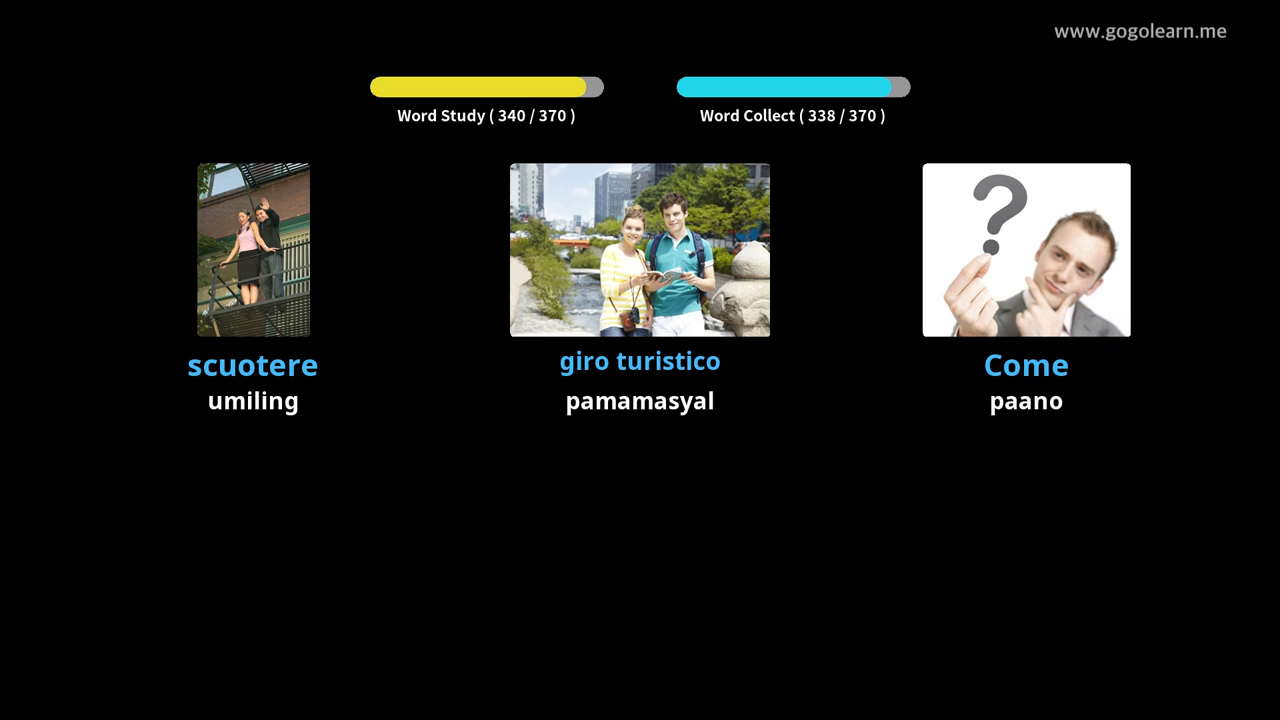 www.gogolearn.me
Word Study ( 340 / 370 )
Word Collect ( 338 / 370 )
scuotere
umiling
giro turistico
pamamasyal
Come
paano